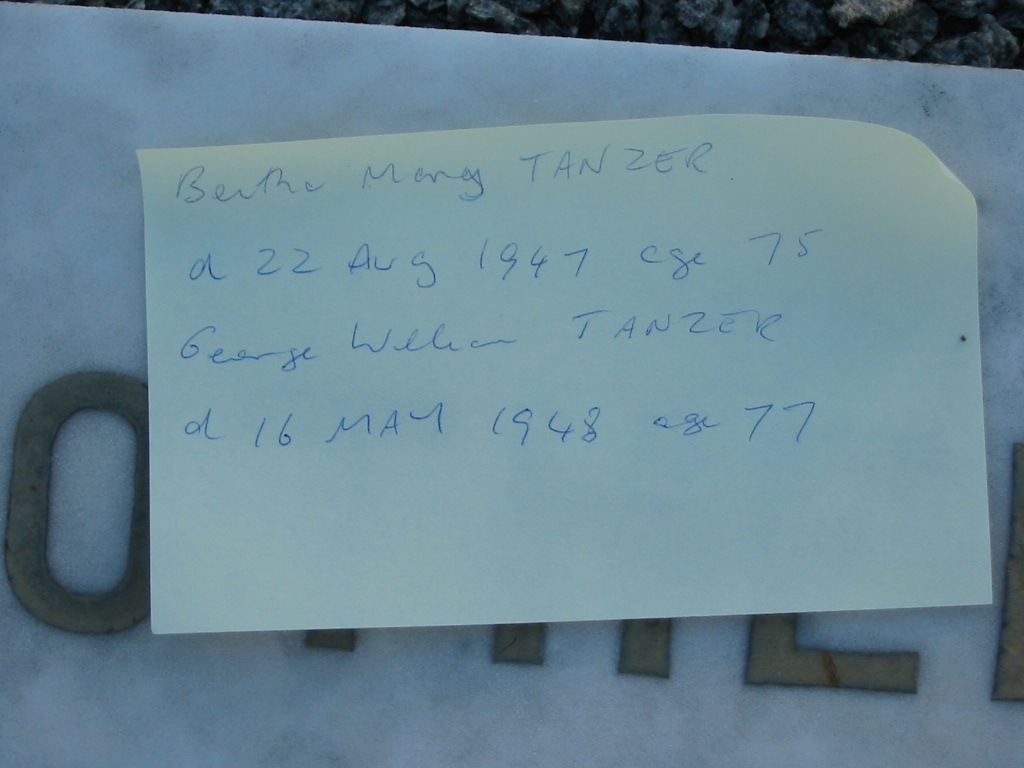 Bertha Mary TANZER.
d 22 Aug 1947 age 75
George William TANZER
d 16 MAY 1948 age 77